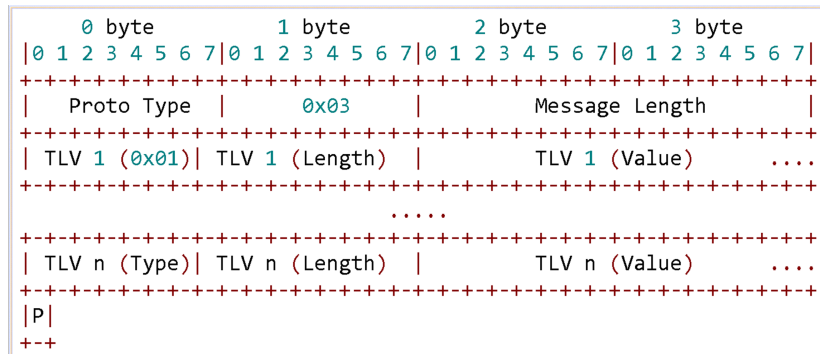 0 byte 1 byte 2 byte 3 byte
|0 1 2 3 4 5 6 7|0 1 2 3 4 5 6 7|0 1 2 3 4 5 6 7|0 1 2 3 4 5 6 7|
+-+-+-+-+-+-+-+-+-+-+-+-+-+-+-+-+-+-+-+-+-+-+-+-+-+-+-+-+-+-+-+-+
| Proto Type | 0x03 | Message Length |
+-+-+-+-+-+-+-+-+-+-+-+-+-+-+-+-+-+-+-+-+-+-+-+-+-+-+-+-+-+-+-+-+
| TLV 1 (0x01)| TLV 1 (Length) | TLV 1 (Value) ....
+-+-+-+-+-+-+-+-+-+-+-+-+-+-+-+-+-+-+-+-+-+-+-+-+-+-+-+-+-+-+-+-+
.....
+-+-+-+-+-+-+-+-+-+-+-+-+-+-+-+-+-+-+-+-+-+-+-+-+-+-+-+-+-+-+-+-+
| TLV n (Type)| TLV n (Length) | TLV n (Value) ....
+-+-+-+-+-+-+-+-+-+-+-+-+-+-+-+-+-+-+-+-+-+-+-+-+-+-+-+-+-+-+-+-+
|P|
+-+